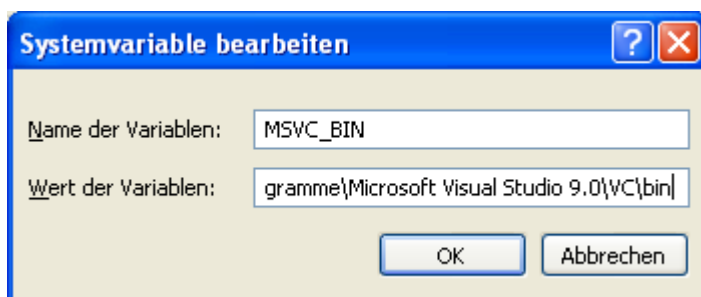 Systemvariable bearbeiten
Name der Variablen: MSVC_BIN
Wert der Variablen: gramme\Microsoft Visual Studio 9.0\VC\bin
OK Abbrechen